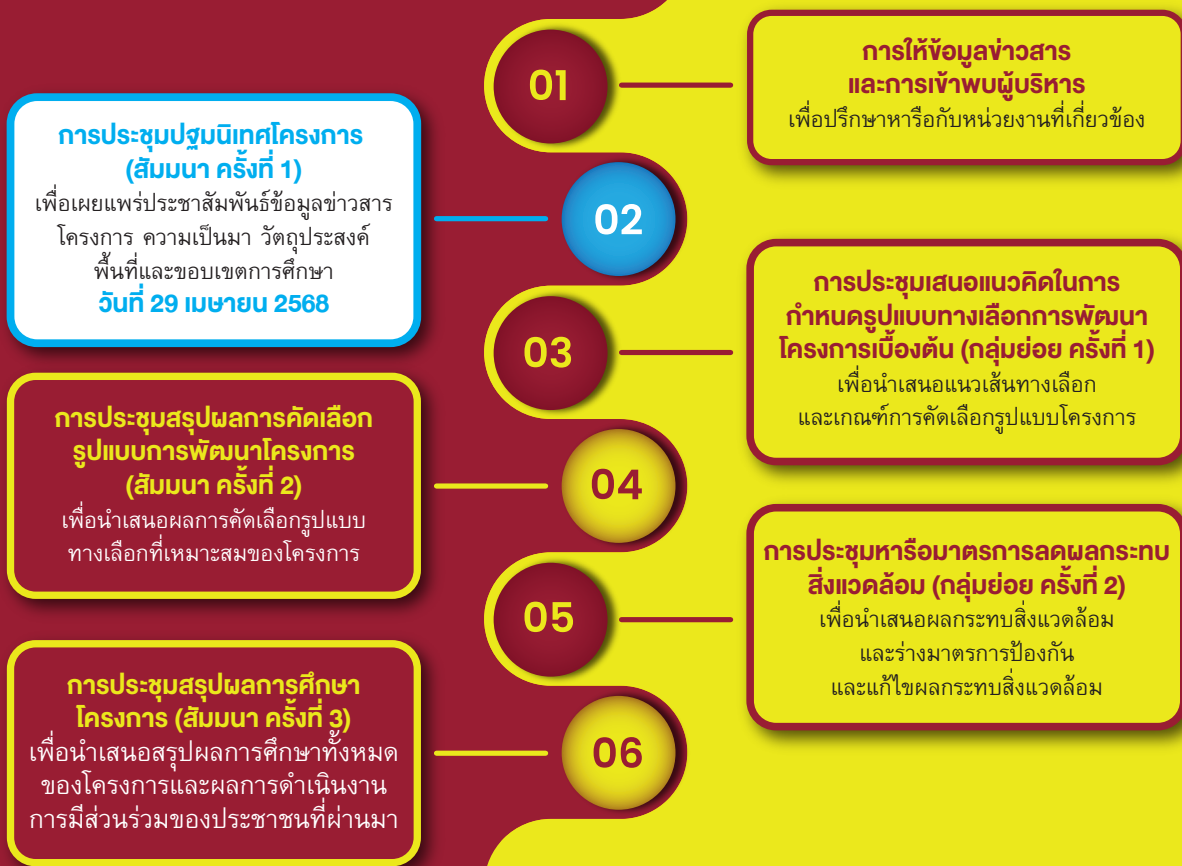 01
การให้ข้อมูลข่าวสาร
และการเข้าพบผู้บริหาร
เพื่อปรึกษาหารือกับหน่วยงานที่เกี่ยวข้อง
02
การประชุมปฐมนิเทศโครงการ
(สัมมนา ครั้งที่ 1)
เพื่อเผยแพร่ประชาสัมพันธ์ข้อมูลข่าวสาร
โครงการ ความเป็นมา วัตถุประสงค์
พื้นที่และขอบเขตการศึกษา
วันที่ 29 เมษายน 2568
03
การประชุมเสนอแนวคิดในการ
กำหนดรูปแบบทางเลือกการพัฒนา
โครงการเบื้องต้น (กลุ่มย่อย ครั้งที่ 1)
เพื่อนำเสนอแนวเส้นทางเลือก
และเกณฑ์การคัดเลือกรูปแบบโครงการ
04
การประชุมสรุปผลการคัดเลือก
รูปแบบการพัฒนาโครงการ
(สัมมนา ครั้งที่ 2)
เพื่อนำเสนอผลการคัดเลือกรูปแบบ
ทางเลือกที่เหมาะสมของโครงการ
05
การประชุมหารือมาตรการลดผลกระทบ
สิ่งแวดล้อม (กลุ่มย่อย ครั้งที่ 2)
เพื่อนำเสนอผลกระทบสิ่งแวดล้อม
และร่างมาตรการป้องกัน
และแก้ไขผลกระทบสิ่งแวดล้อม
06
การประชุมสรุปผลการศึกษา
โครงการ (สัมมนา ครั้งที่ 3)
เพื่อนำเสนอสรุปผลการศึกษาทั้งหมด
ของโครงการและผลการดำเนินงาน
การมีส่วนร่วมของประชาชนที่ผ่านมา